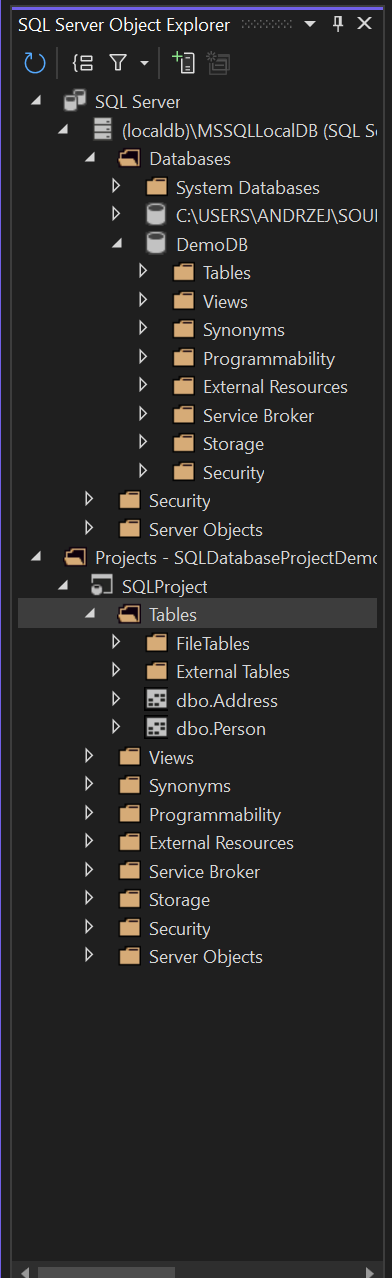 SQL Server Object Explorer
SQL Server
(localdb)\MSSQLLocalDB (SQL Se
Databases
System Databases
C:\USERS\ANDRZEJ\SOUR
DemoDB
Tables
Views
Synonyms
Programmability
External Resources
Service Broker
Storage
Security
Security
Server Objects
Projects - SQLDatabaseProjectDemo
SQLProject
Tables
FileTables
External Tables
dbo.Address
dbo.Person
Views
Synonyms
Programmability
External Resources
Service Broker
Storage
Security
Server Objects